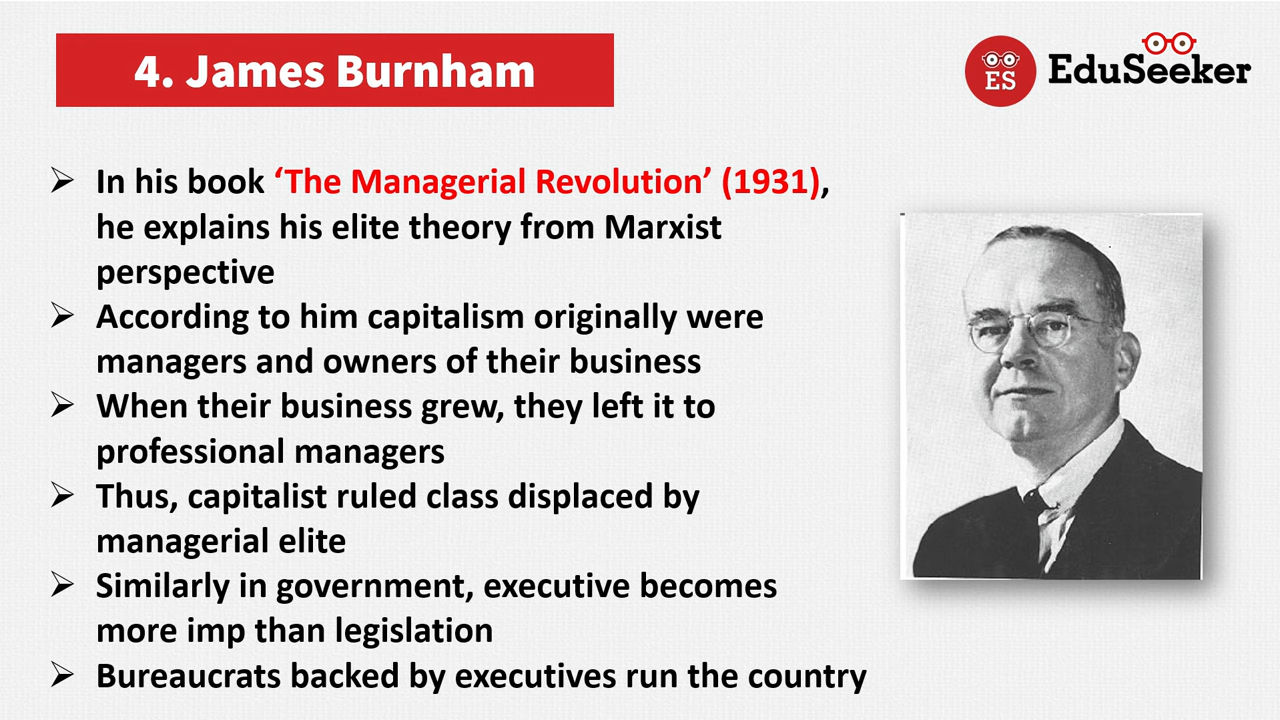 4. James Burnham
ES
EduSeeker
➢ In his book ‘The Managerial Revolution’ (1931),
he explains his elite theory from Marxist
perspective
➢ According to him capitalism originally were
managers and owners of their business
➢ When their business grew, they left it to
professional managers
➢ Thus, capitalist ruled class displaced by
managerial elite
➢ Similarly in government, executive becomes
more imp than legislation
➢ Bureaucrats backed by executives run the country